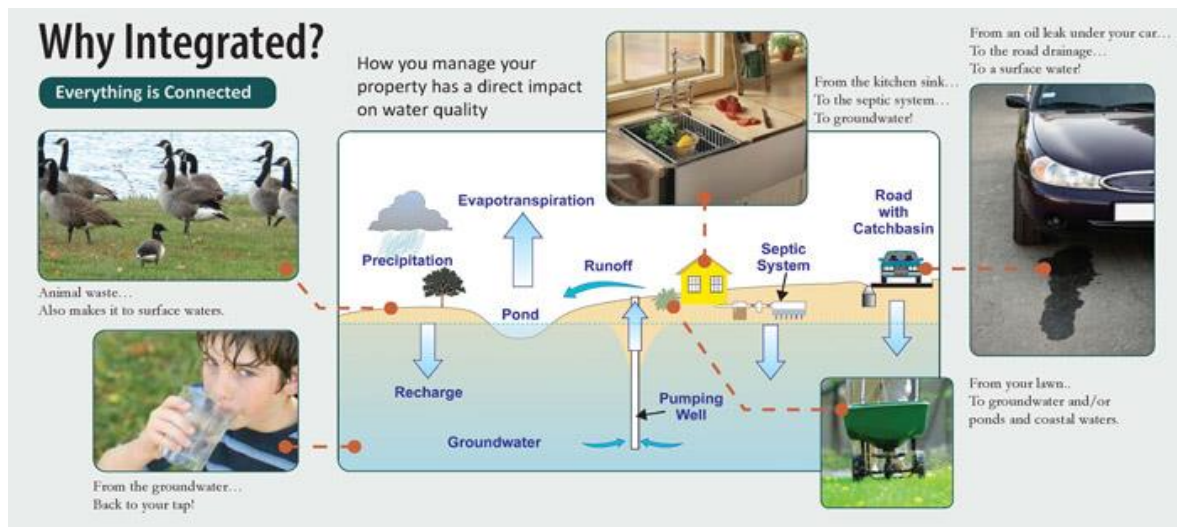 Why Integrated?
Everything is Connected
How you manage your
property has a direct impact
on water quality
From the kitchen sink…
To the septic system…
To groundwater!
From an oil leak under your car…
To the road drainage…
To a surface water!
Animal waste…
Also makes it to surface waters.
From the groundwater…
Back to your tap!
Evapotranspiration
Precipitation
Runoff
Pond
Septic
System
Road
with
Catchbasin
Recharge
Pumping
Well
Groundwater
From your lawn..
To groundwater and/or
ponds and coastal waters.